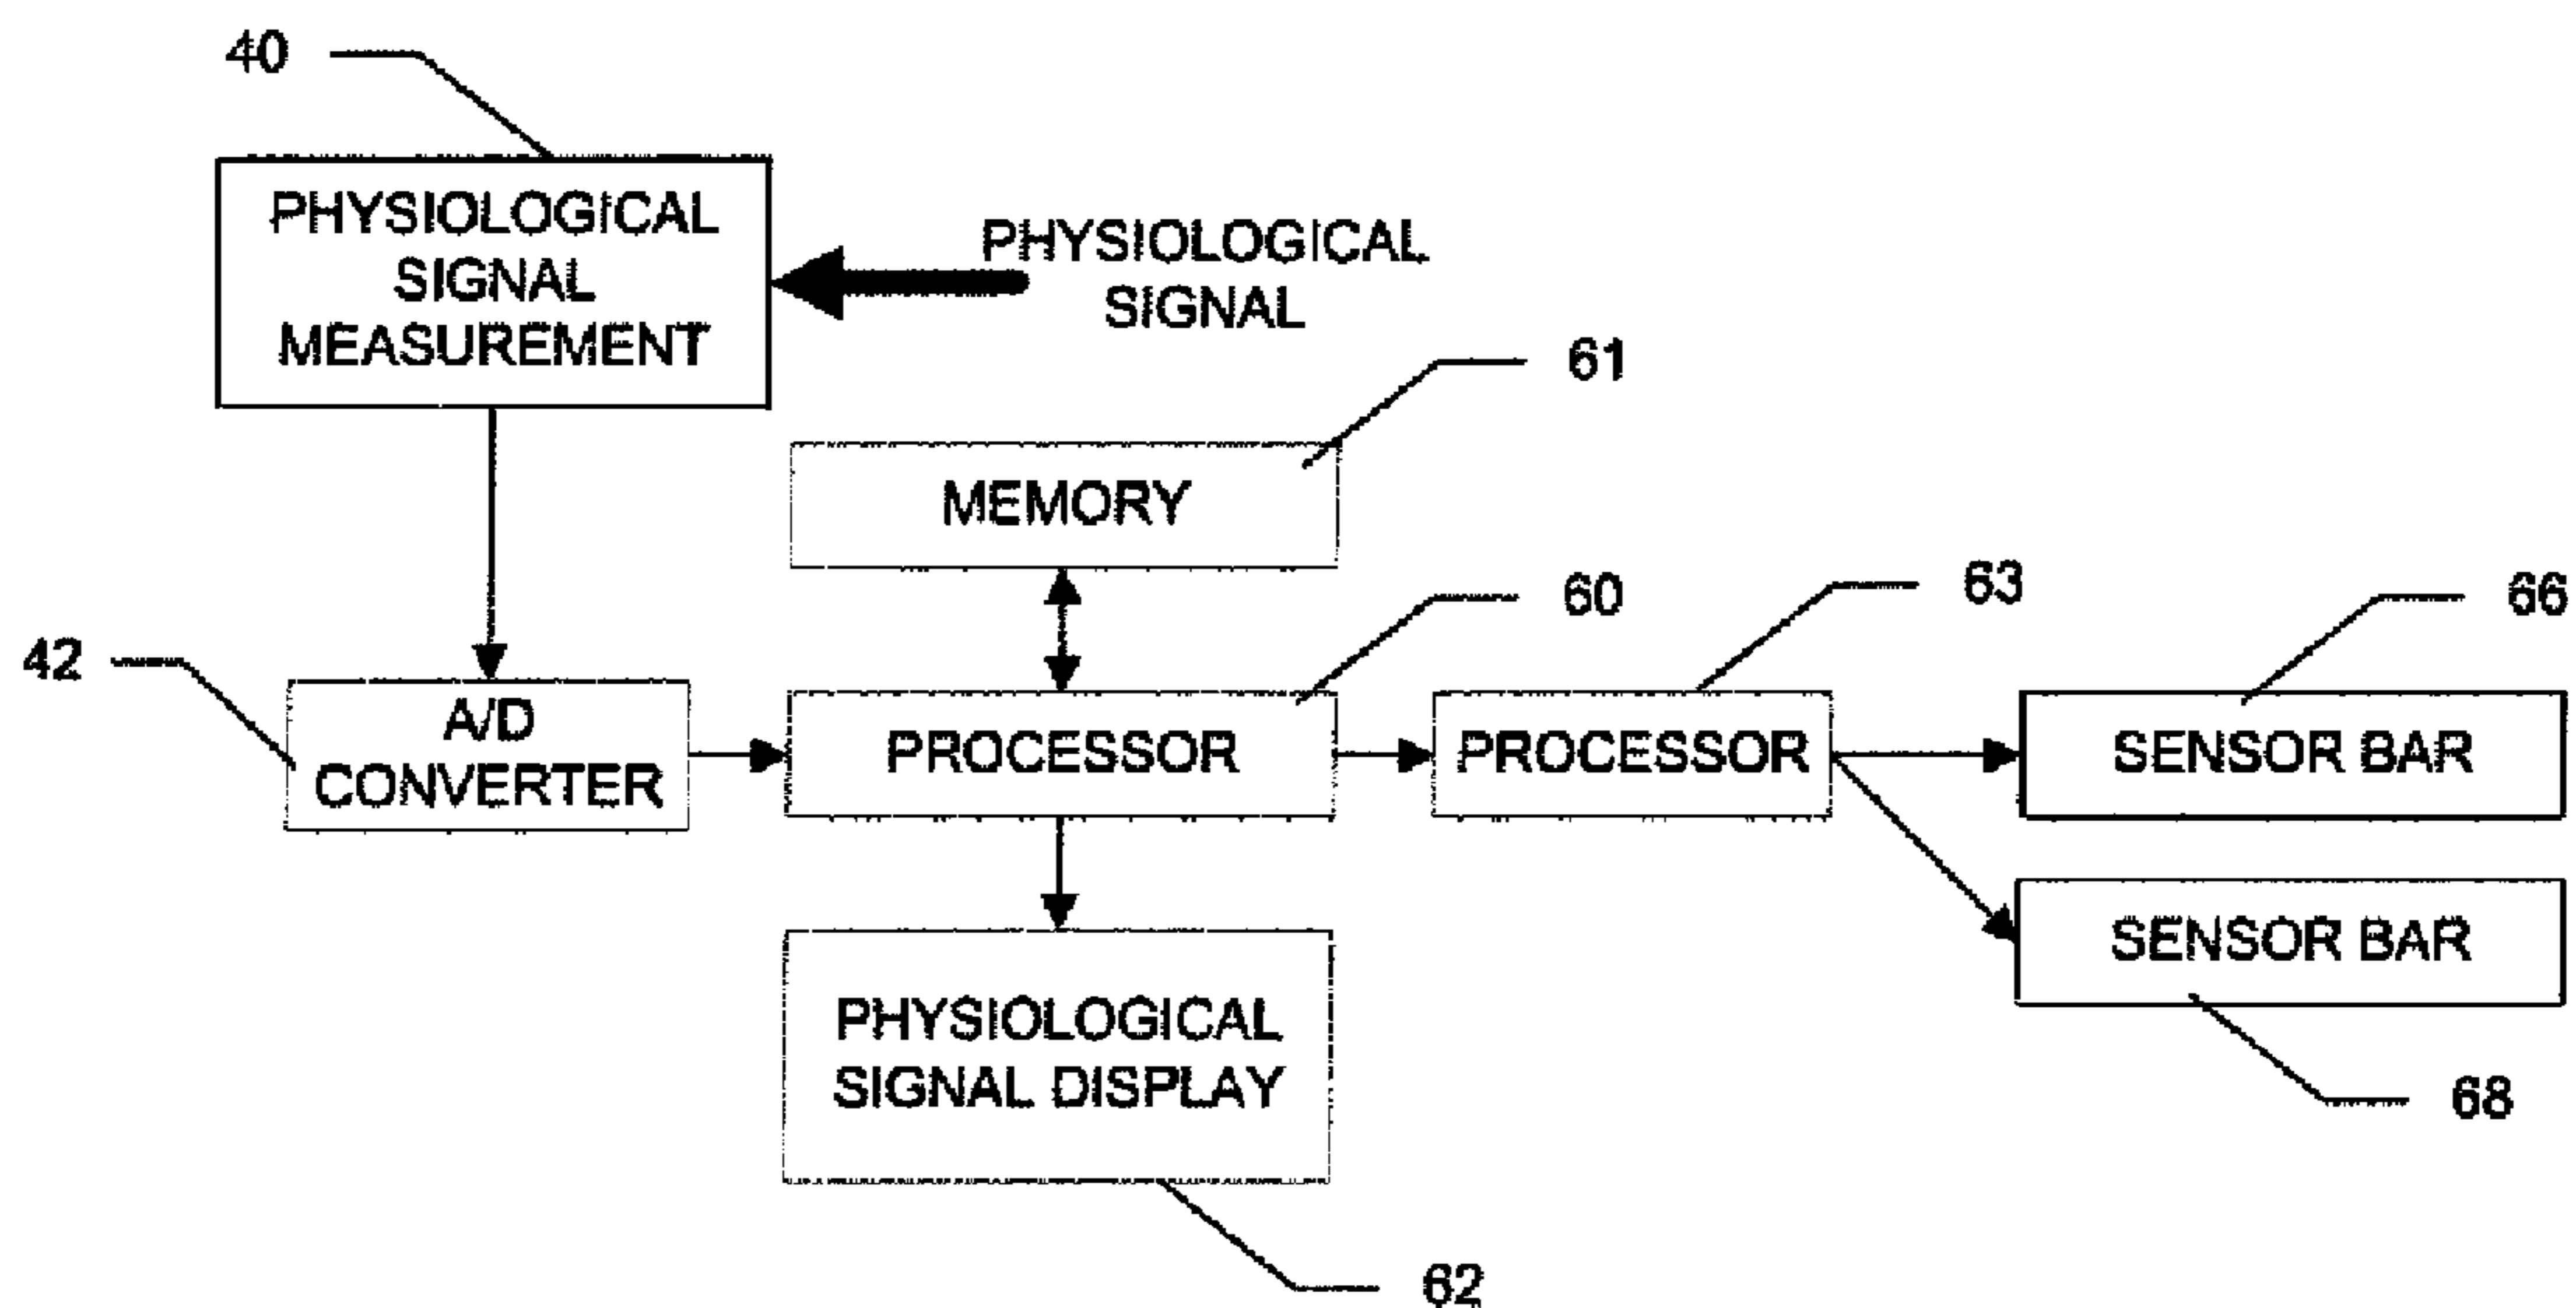 40
PHYSIOLOGICAL
SIGNAL
MEASUREMENT
PHYSIOLOGICAL
SIGNAL
61
MEMORY
60
63
66
42
A/D
CONVERTER
PROCESSOR
PROCESSOR
SENSOR BAR
SENSOR BAR
68
PHYSIOLOGICAL
SIGNAL DISPLAY
62